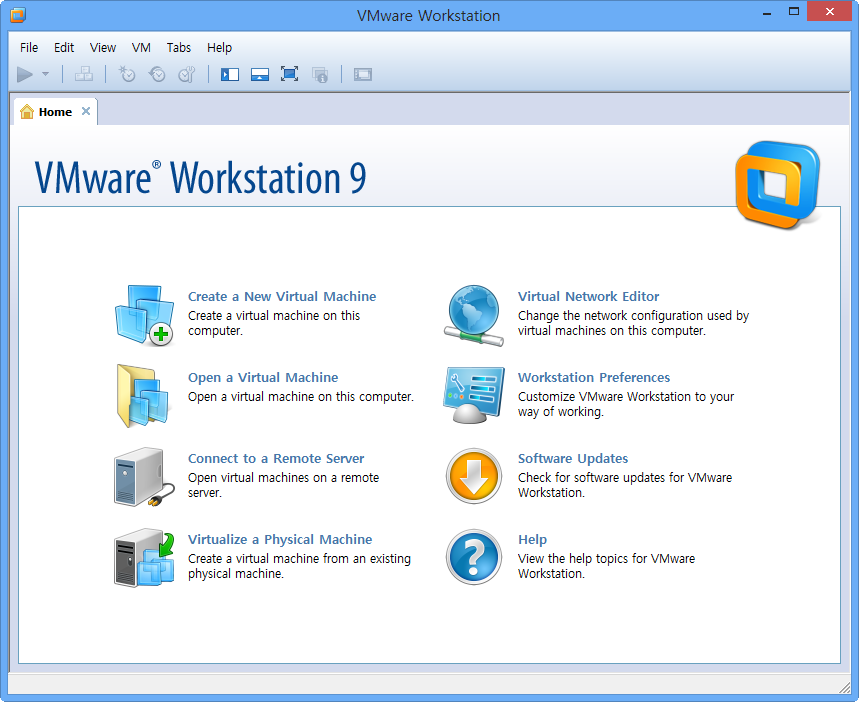 VMware Workstation
File Edit View VM Tabs Help
Home
VMware® Workstation 9
Create a New Virtual Machine
Create a virtual machine on this
computer.
Open a Virtual Machine
Open a virtual machine on this computer.
Connect to a Remote Server
Open virtual machines on a remote
server.
Virtualize a Physical Machine
Create a virtual machine from an existing
physical machine.
Virtual Network Editor
Change the network configuration used by
virtual machines on this computer.
Workstation Preferences
Customize VMware Workstation to your
way of working.
Software Updates
Check for software updates for VMware
Workstation.
Help
View the help topics for VMware
Workstation.